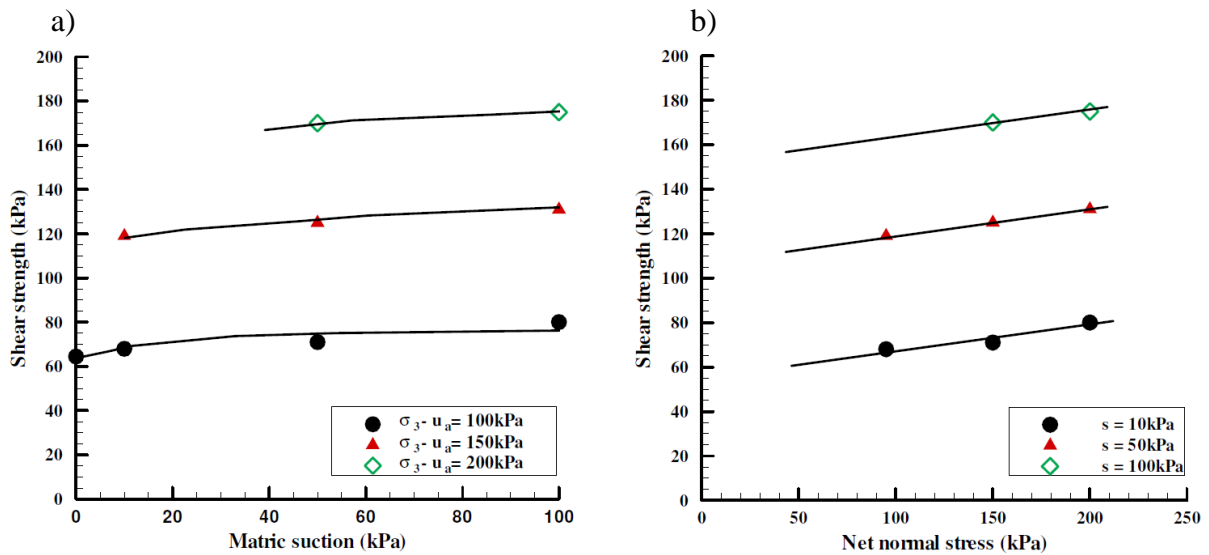 a)
200
180
160
140
120
100
80
60
40
20
0
Shear strength (kPa)
0 20 40 60 80 100
Matric suction (kPa)
σ3- ua= 100kPa
σ3- ua= 150kPa
σ3- ua= 200kPa
b)
200
180
160
140
120
100
80
60
40
20
0
Shear strength (kPa)
0 50 100 150 200 250
Net normal stress (kPa)
s = 10kPa
s = 50kPa
s = 100kPa